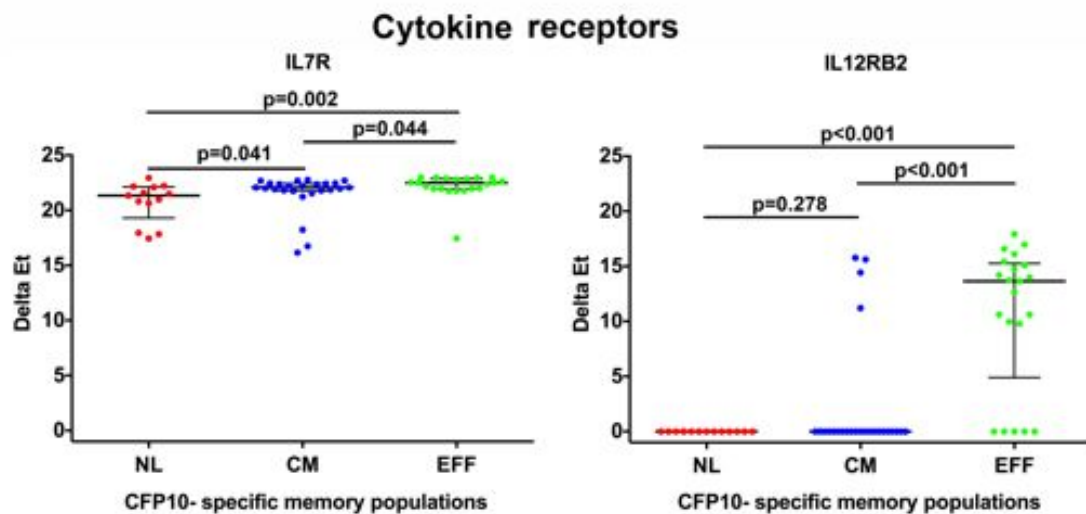 Cytokine receptors
IL7R
p=0.002
p=0.044
p=0.041
25
20
15
10
5
0
Delta Et
NL CM EFF
CFP10- specific memory populations
IL12RB2
p<0.001
p<0.001
p=0.278
25
20
15
10
5
0
Delta Et
NL CM EFF
CFP10- specific memory populations